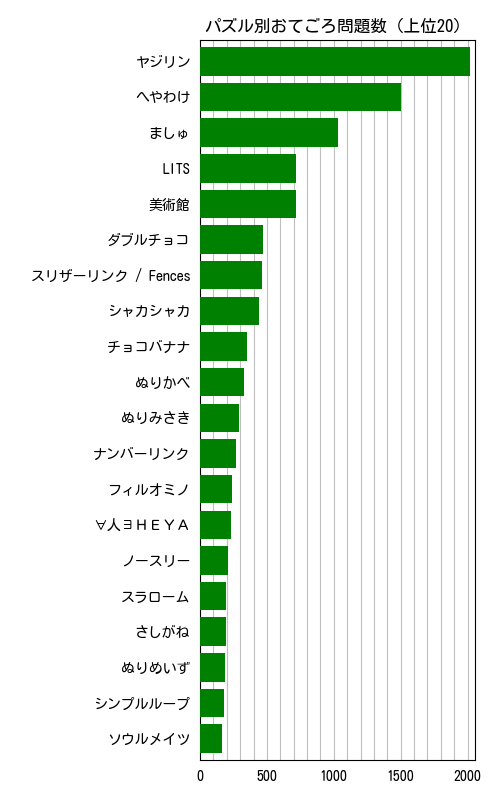 パズル別おてごろ問題数 (上位20)
ヤジリン
へやわけ
ましゅ
LITS
美術館
ダブルチョコ
スリザーリンク / Fences
シャカシャカ
チョコバナナ
ぬりかべ
ぬりみさき
ナンバーリンク
フィルオミノ
∀人∃ＨＥＹＡ
ノースリー
スラローム
さしがね
ぬりめいず
シンプルループ
ソウルメイツ
0 500 1000 1500 2000